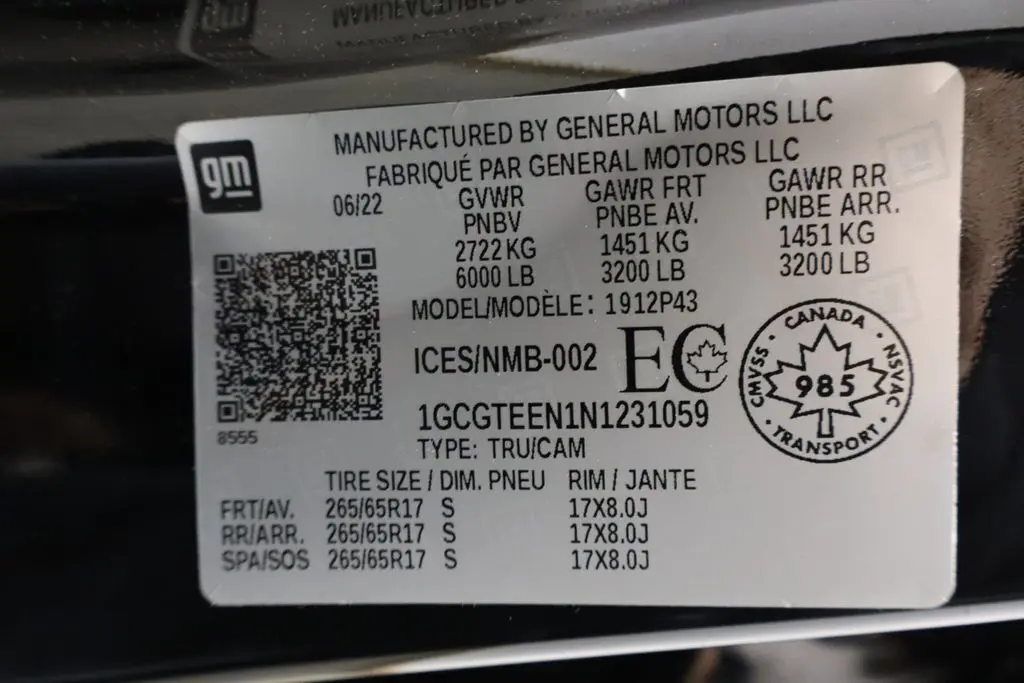 MANUFACTURED BY GENERAL MOTORS LLC
FABRIQUÉ PAR GENERAL MOTORS LLC
gm
06/22
GVWR GAWR FRT GAWR RR
PNBV PNBE AV. PNBE ARR.
2722 KG 1451 KG 1451 KG
6000 LB 3200 LB 3200 LB
MODEL/MODÈLE: 1912P43
ICES/NMB-002 EC
CANADA
CMVSS 985 NSVAC
TRANSPORT
1GCGTEEN1N1231059
8555
TYPE: TRU/CAM
TIRE SIZE / DIM. PNEU RIM / JANTE
FRT/AV. 265/65R17 S 17X8.0J
RR/ARR. 265/65R17 S 17X8.0J
SPA/SOS 265/65R17 S 17X8.0J